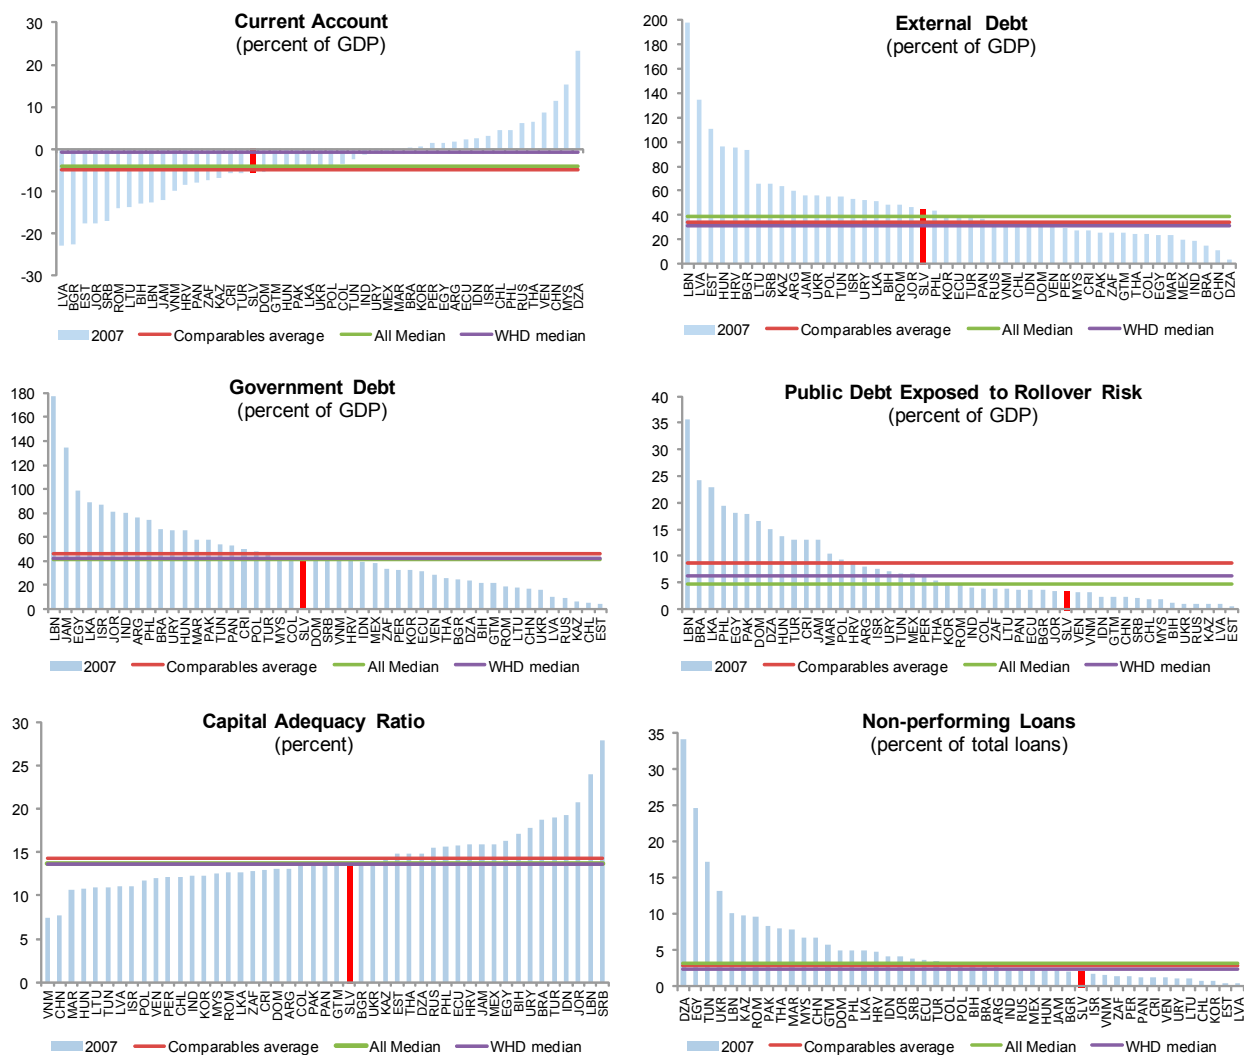 Current Account
(percent of GDP)
30
20
10
0
-10
-20
-30
LVA BGR EST JOR SRB ROM LTU BIH LBN JAM VNM HRV PAN ZAF KAZ CRI TUR SLV DOM GTM HUN PAK LKA UKR POL COL TUN IND URY MEX MAR BRA KOR PER EGY ARG ECU IDN ISR CHL PHL RUS THA VEN CHN MYS DZA
2007 Comparables average All Median WHD median
External Debt
(percent of GDP)
200
180
160
140
120
100
80
60
40
20
0
LBN LVA EST HUN HRV BGR LTU SRB KAZ ARG JAM UKR POL TUN ISR URY LKA BIH ROM JOR SLV PHL KOR ECU TUR PAN RUS VNM CHL IDN DOM VEN PER MYS CRI PAK ZAF GTM THA COL EGY MAR MEX IND BRA CHN DZA
2007 Comparables average All Median WHD median
Government Debt
(percent of GDP)
180
160
140
120
100
80
60
40
20
0
LBN JAM EGY LKA ISR JOR IND ARG PHL BRA URY HUN MAR PAK TUN PAN CRI POL TUR MYS COL SLV DOM SRB VNM HRV IDN MEX ZAF PER KOR ECU VEN THA BGR DZA BIH GTM ROM LTU CHN UKR LVA RUS KAZ CHL EST
2007 Comparables average All Median WHD median
Public Debt Exposed to Rollover Risk
(percent of GDP)
40
35
30
25
20
15
10
5
0
LBN BRA LKA PHL EGY PAK DOM DZA HUN TUR CRI JAM MAR POL HRV ARG ISR URY TUN MEX PER THA KOR ROM IND COL ZAF LTU PAN ECU BGR JOR SLV VEN VNM IDN GTM CHN SRB CHL MYS BIH UKR RUS KAZ LVA EST
2007 Comparables average All Median WHD median
Capital Adequacy Ratio
(percent)
30
25
20
15
10
5
0
VNM CHN MAR HUN LTU TUN LVA ISR POL VEN PER CHL IND KOR MYS ROM LKA ZAF CRI DOM ARG COL PAK PAN GTM SLV BGR UKR KAZ EST THA DZA RUS PHL ECU HRV JAM MEX EGY BIH URY BRA TUR IDN JOR LBN SRB
2007 Comparables average All Median WHD median
Non-performing Loans
(percent of total loans)
35
30
25
20
15
10
5
0
DZA EGY TUN UKR LBN KAZ ROM PAK THA MAR MYS CHN GTM DOM PHL LKA HRV IDN JOR SRB ECU TUR COL POL BIH BRA ARG IND RUS MEX HUN JAM BGR SLV ISR VNM ZAF PER PAN CRI VEN URY LTU CHL KOR EST LVA
2007 Comparables average All Median WHD median